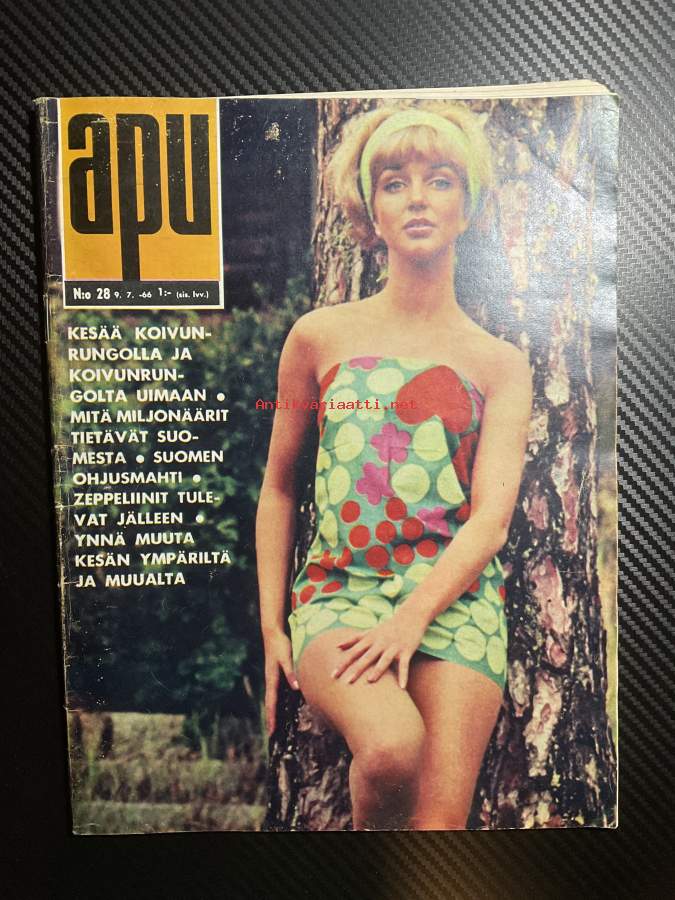 apu
N:o 28 9. 7. -66 1:- (sis. lvv.)
KESÄÄ KOIVUN-
RUNGOLLA JA
KOIVUNRUN-
GOLTA UIMAAN •
MITÄ MILJONÄÄRIT
TIETÄVÄT SUO-
MESTA • SUOMEN
OHJUSMAHTI •
ZEPPELIINIT TULE-
VAT JÄLLEEN •
YNNÄ MUUTA
KESÄN YMPÄRILTÄ
JA MUUALTA
Antikvariaatti.net